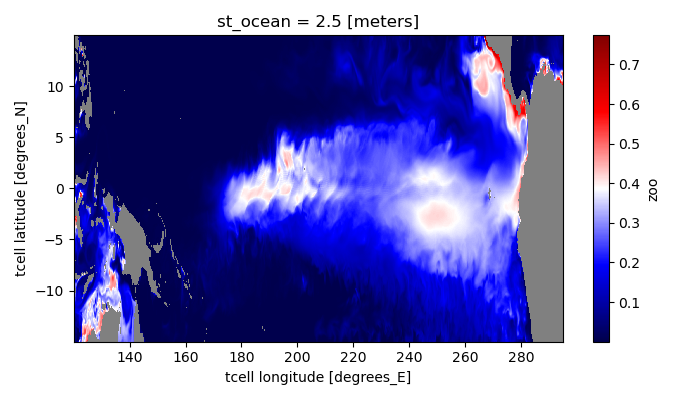 st_ocean = 2.5 [meters]
10
5
0
−5
−10
tcell latitude [degrees_N]
140 160 180 200 220 240 260 280
tcell longitude [degrees_E]
0.7
0.6
0.5
0.4
0.3
0.2
0.1
zoo